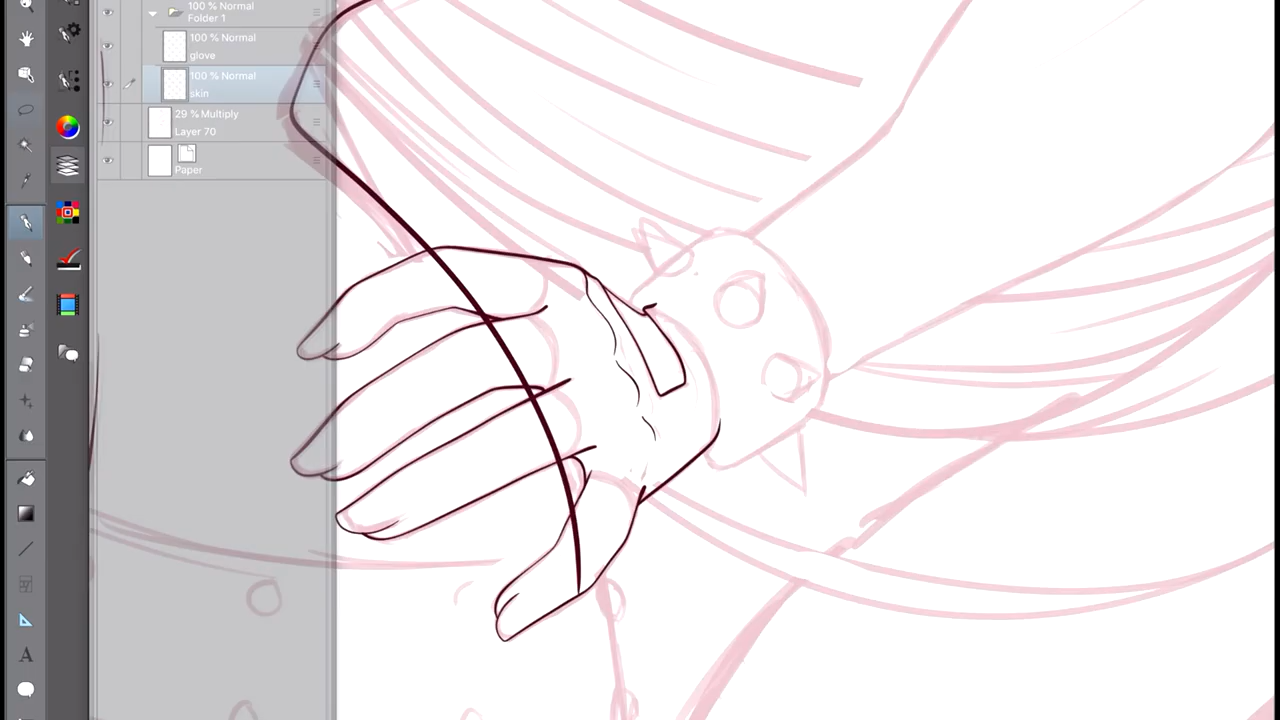 100 % Normal
Folder 1
100 % Normal
glove
100 % Normal
skin
29 % Multiply
Layer 70
Paper
A